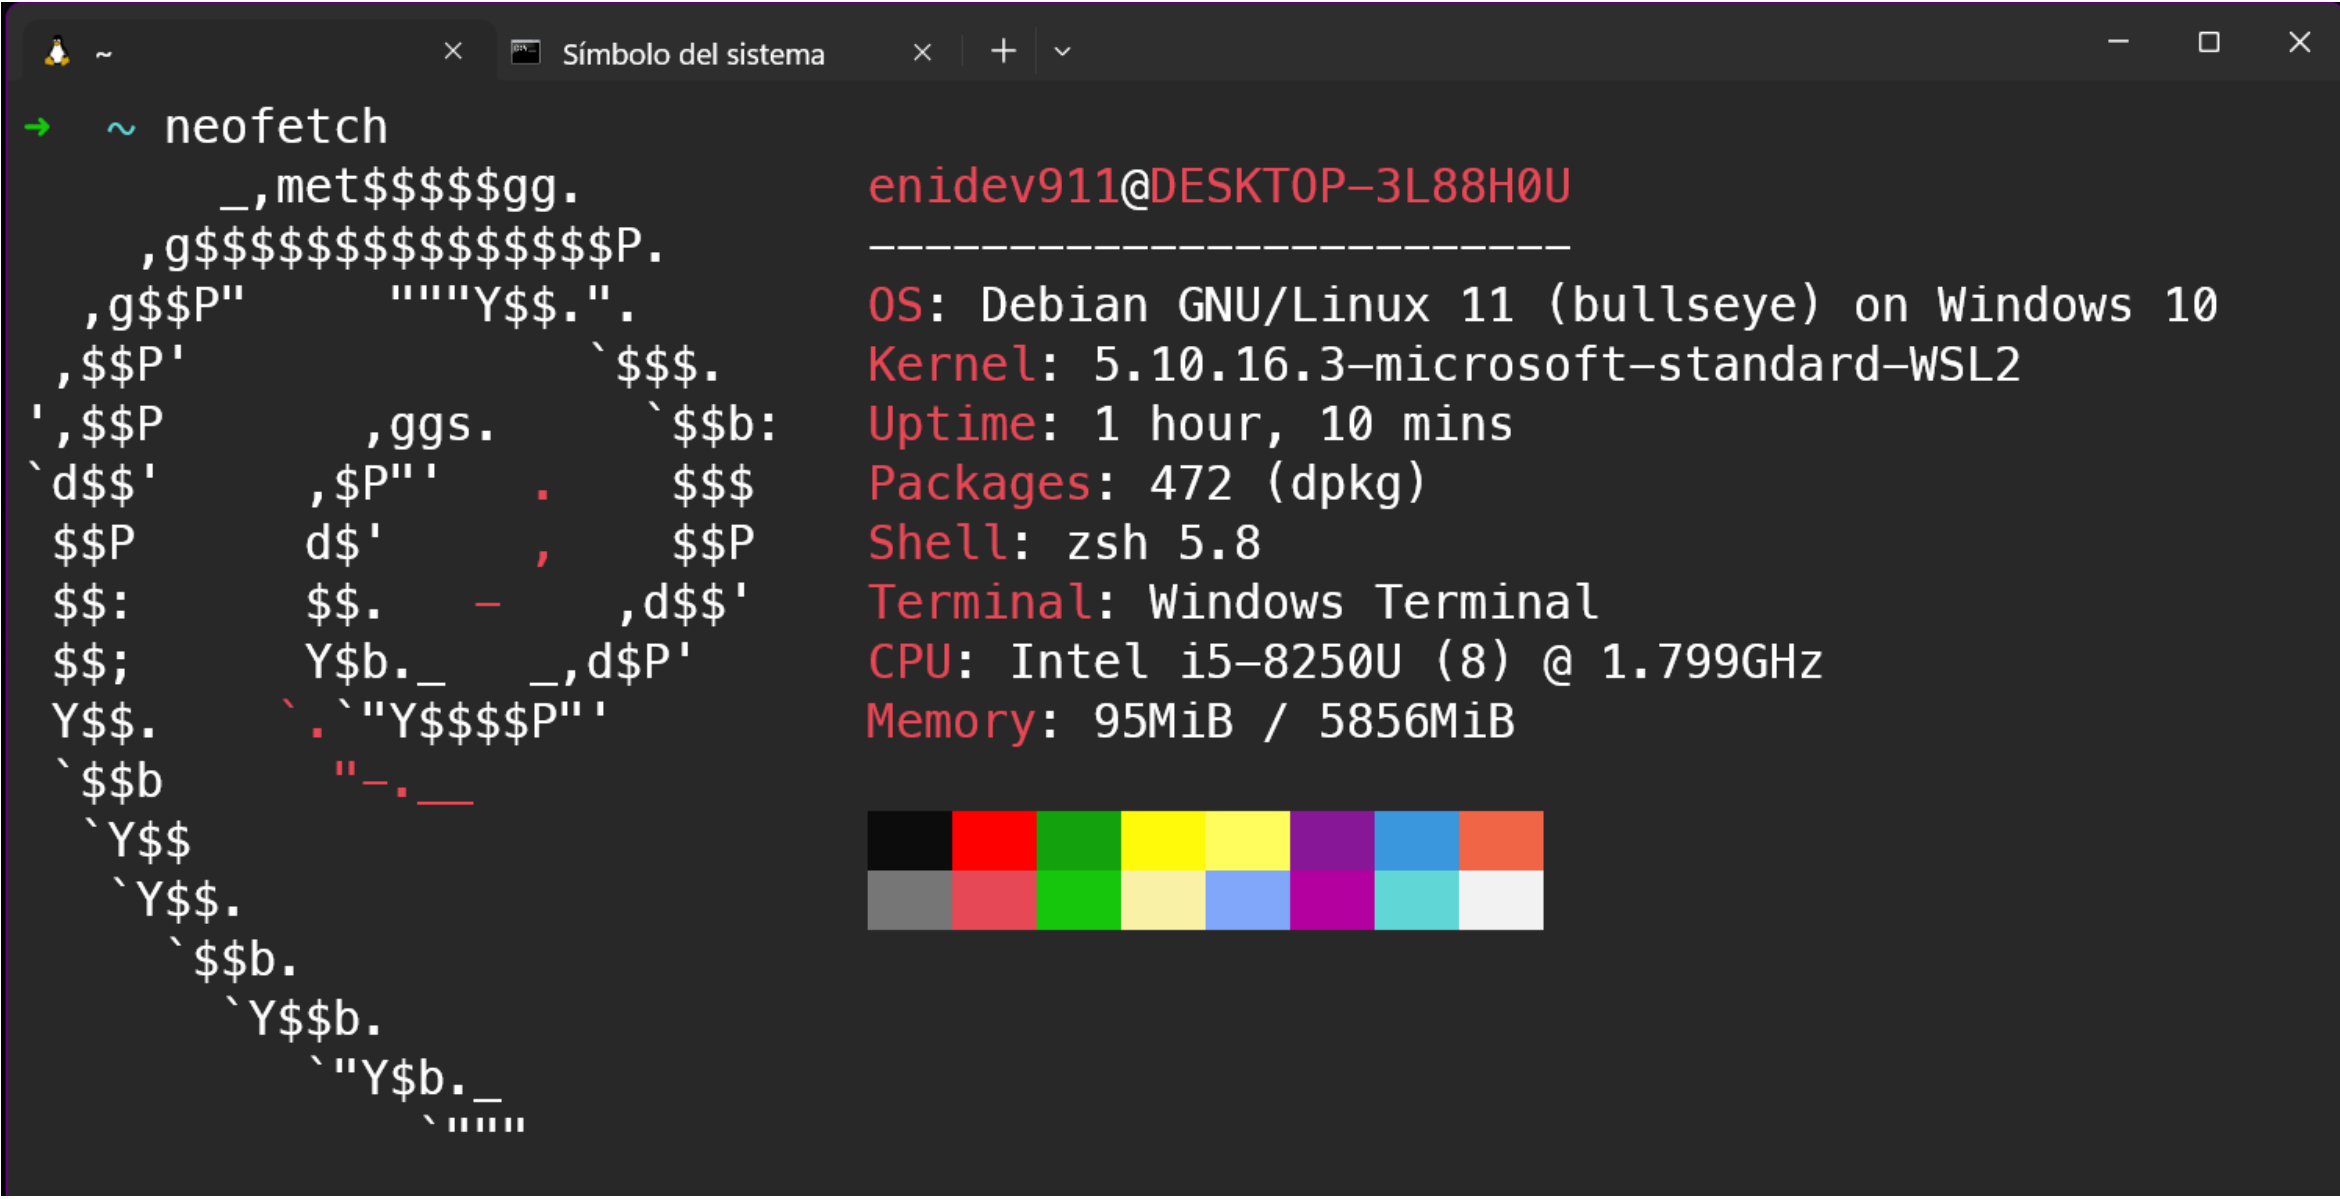 ~ Símbolo del sistema
➜  ~ neofetch
       _,met$$$$$gg.          enidev911@DESKTOP-3L88H0U
    ,g$$$$$$$$$$$$$$$P.       -------------------------
  ,g$$P"     """Y$$.".        OS: Debian GNU/Linux 11 (bullseye) on Windows 10
 ,$$P'              `$$$.     Kernel: 5.10.16.3-microsoft-standard-WSL2
',$$P       ,ggs.     `$$b:   Uptime: 1 hour, 10 mins
`d$$'     ,$P"'   .    $$$    Packages: 472 (dpkg)
 $$P      d$'     ,    $$P    Shell: zsh 5.8
 $$:      $$.   -    ,d$$'    Terminal: Windows Terminal
 $$;      Y$b._   _,d$P'      CPU: Intel i5-8250U (8) @ 1.799GHz
 Y$$.    `.`"Y$$$$P"'         Memory: 95MiB / 5856MiB
 `$$b      "-.__
  `Y$$
   `Y$$.
     `$$b.
       `Y$$b.
          `"Y$b._
              `"""